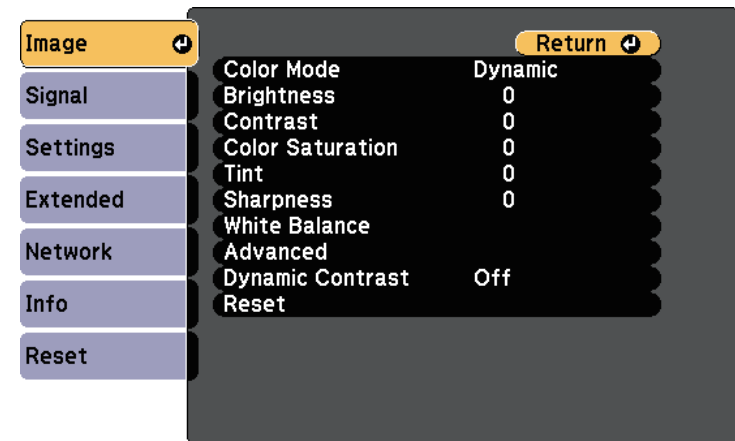 Image
Signal
Settings
Extended
Network
Info
Reset
Return
Color Mode Dynamic
Brightness 0
Contrast 0
Color Saturation 0
Tint 0
Sharpness 0
White Balance
Advanced
Dynamic Contrast Off
Reset